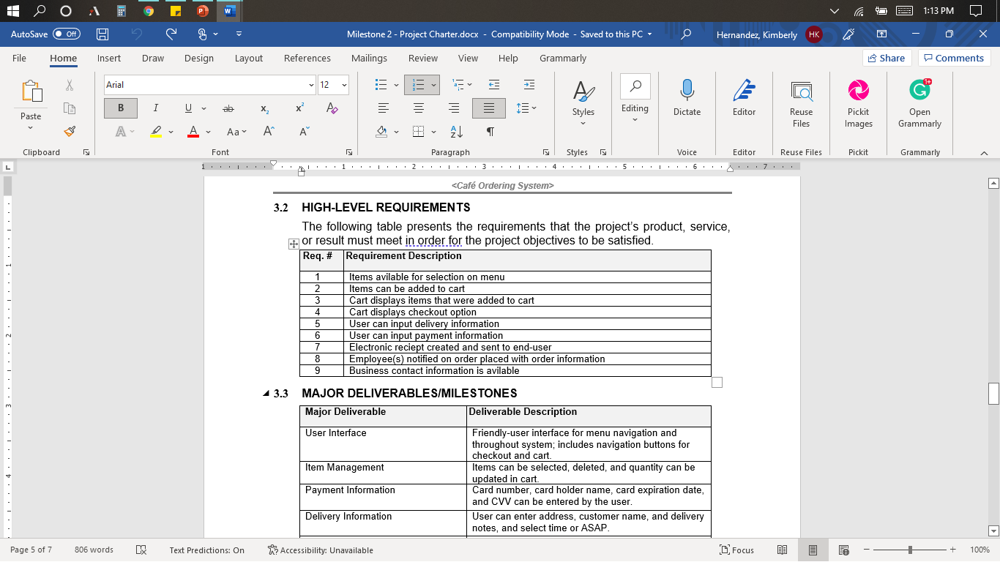 1:13 PM
AutoSave Off Milestone 2 - Project Charter.docx - Compatibility Mode - Saved to this PC Hernandez, Kimberly HK
File Home Insert Draw Design Layout References Mailings Review View Help Grammarly Share Comments
Arial 12
Paste
Styles Editing Dictate Editor Reuse Files Pickit Images Open Grammarly
Clipboard Font Paragraph Styles Voice Editor Reuse Files Pickit Grammarly
1 1 2 3 4 5 6 7
<Café Ordering System>
3.2 HIGH-LEVEL REQUIREMENTS
The following table presents the requirements that the project’s product, service,
or result must meet in order for the project objectives to be satisfied.
Req. # Requirement Description
1 Items avilable for selection on menu
2 Items can be added to cart
3 Cart displays items that were added to cart
4 Cart displays checkout option
5 User can input delivery information
6 User can input payment information
7 Electronic reciept created and sent to end-user
8 Employee(s) notified on order placed with order information
9 Business contact information is avilable
3.3 MAJOR DELIVERABLES/MILESTONES
Major Deliverable Deliverable Description
User Interface Friendly-user interface for menu navigation and
throughout system; includes navigation buttons for
checkout and cart.
Item Management Items can be selected, deleted, and quantity can be
updated in cart.
Payment Information Card number, card holder name, card expiration date,
and CVV can be entered by the user.
Delivery Information User can enter address, customer name, and delivery
notes, and select time or ASAP.
Page 5 of 7 806 words Text Predictions: On Accessibility: Unavailable Focus 100%